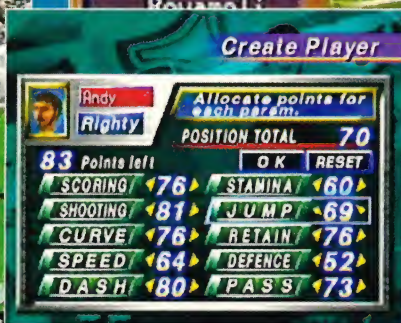 Create Player
Andy
Righty
Allocate points for
each param.
POSITION TOTAL 70
83 Points left
OK RESET
SCORING 76 STAMINA 60
SHOOTING 81 JUMP 69
CURVE 76 RETAIN 76
SPEED 64 DEFENCE 52
DASH 80 PASS 73